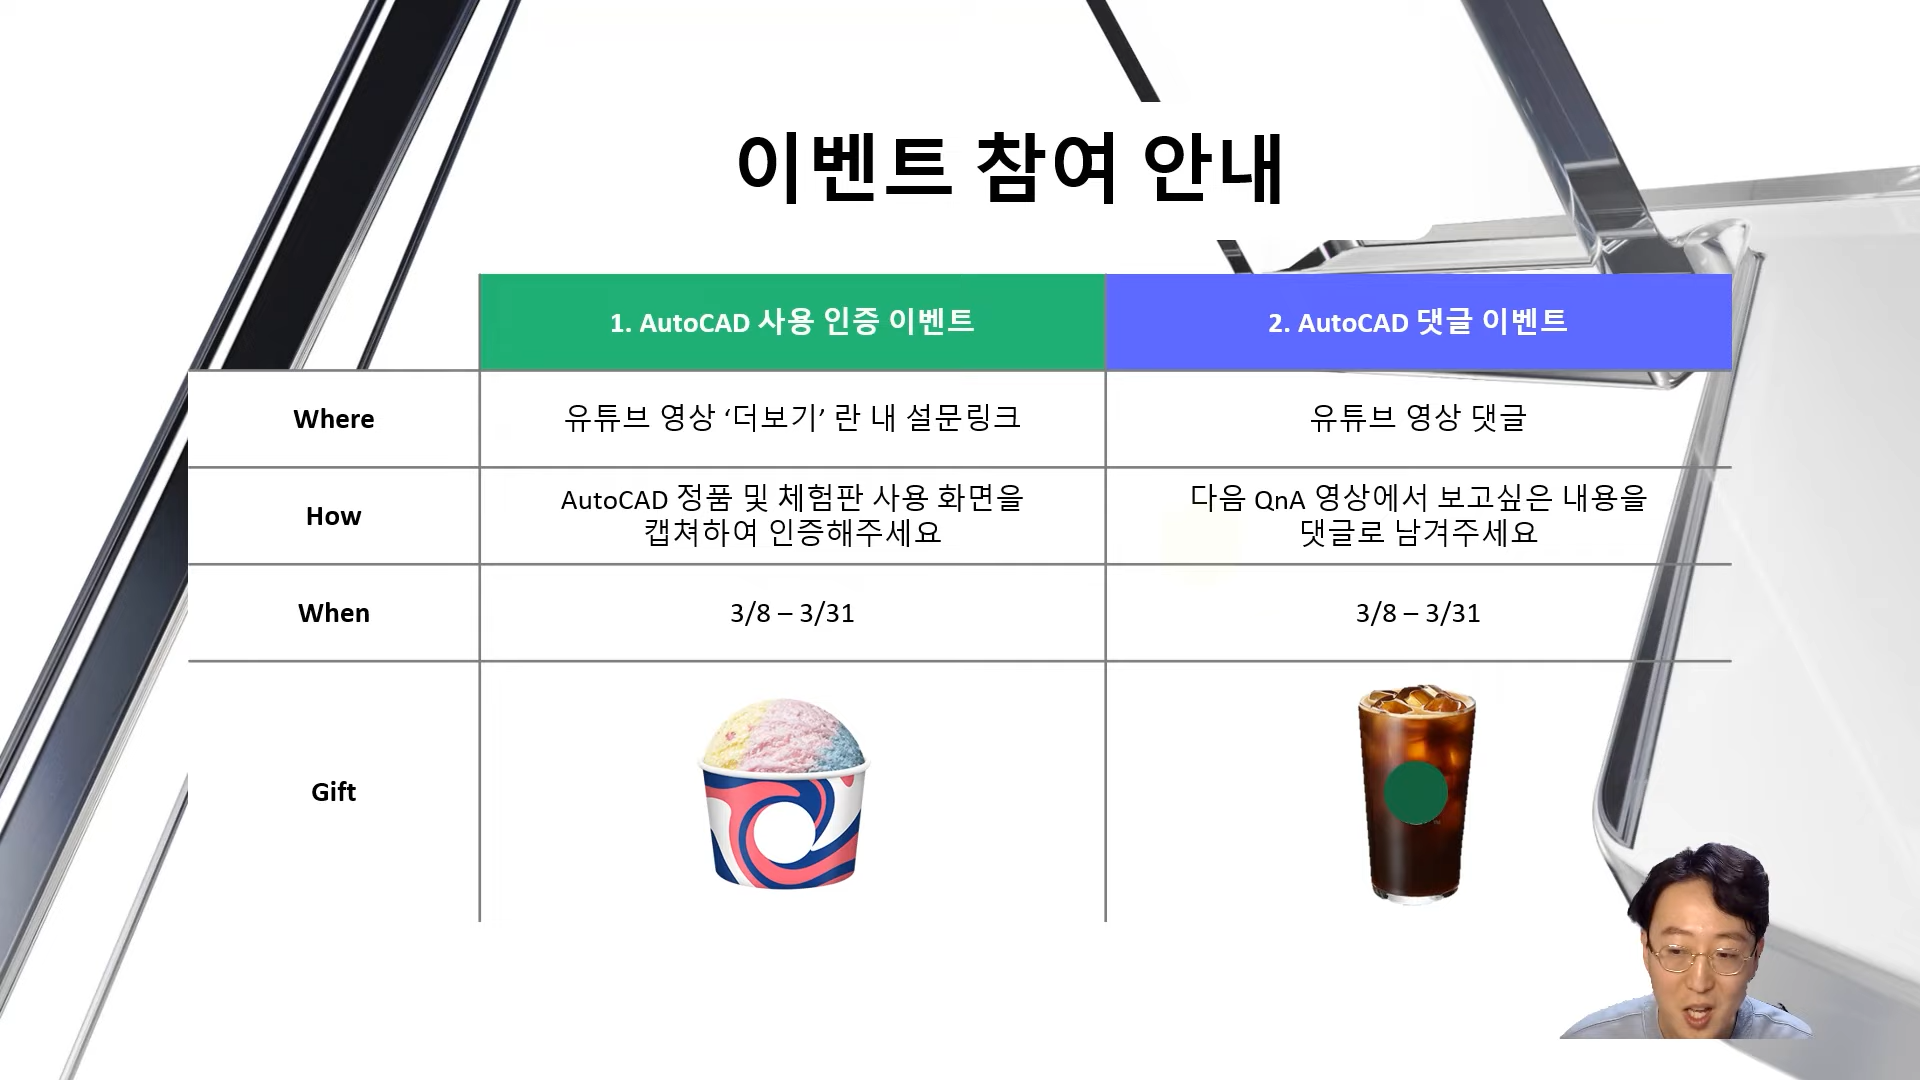 이벤트 참여 안내
1. AutoCAD 사용 인증 이벤트
2. AutoCAD 댓글 이벤트
Where
유튜브 영상 ‘더보기’ 란 내 설문링크
유튜브 영상 댓글
How
AutoCAD 정품 및 체험판 사용 화면을
캡쳐하여 인증해주세요
다음 QnA 영상에서 보고싶은 내용을
댓글로 남겨주세요
When
3/8 – 3/31
3/8 – 3/31
Gift